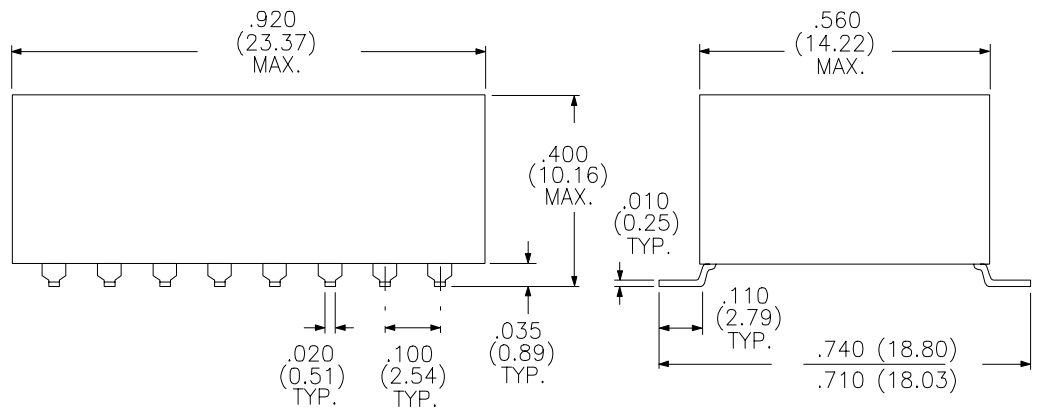 .920
(23.37)
MAX.
.560
(14.22)
MAX.
.400
(10.16)
MAX.
.010
(0.25)
TYP.
.020
(0.51)
TYP.
.100
(2.54)
TYP.
.035
(0.89)
TYP.
.110
(2.79)
TYP.
.740 (18.80)
.710 (18.03)